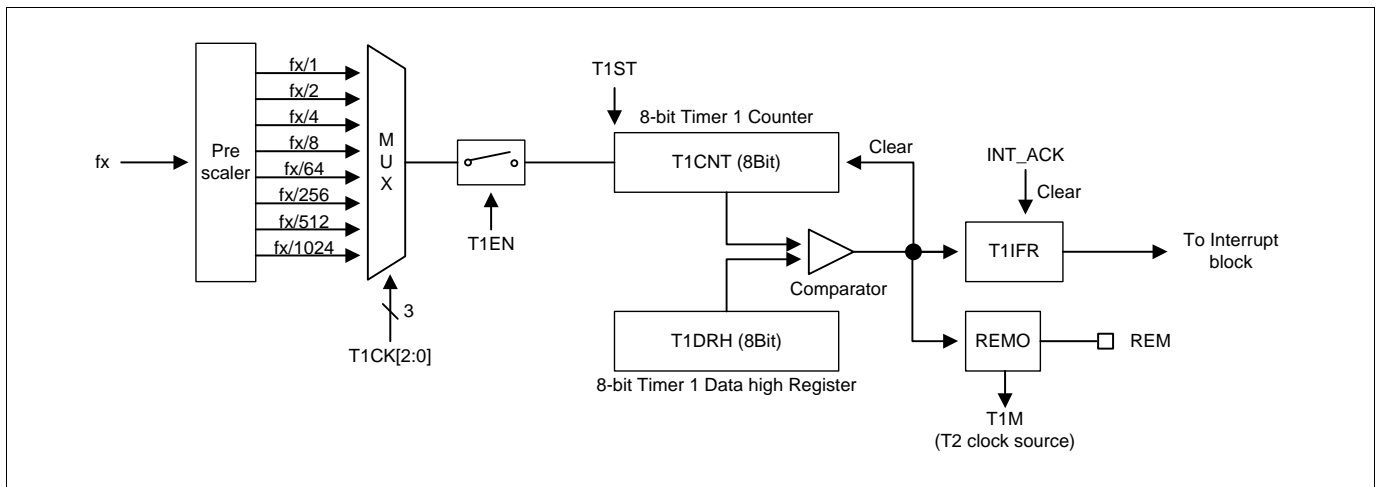 fx
Pre
scaler
fx/1
fx/2
fx/4
fx/8
fx/64
fx/256
fx/512
fx/1024
M
U
X
3
T1CK[2:0]
T1EN
T1ST
8-bit Timer 1 Counter
T1CNT (8Bit)
Clear
Comparator
T1DRH (8Bit)
8-bit Timer 1 Data high Register
INT_ACK
Clear
T1IFR
To Interrupt
block
REMO
REM
T1M
(T2 clock source)